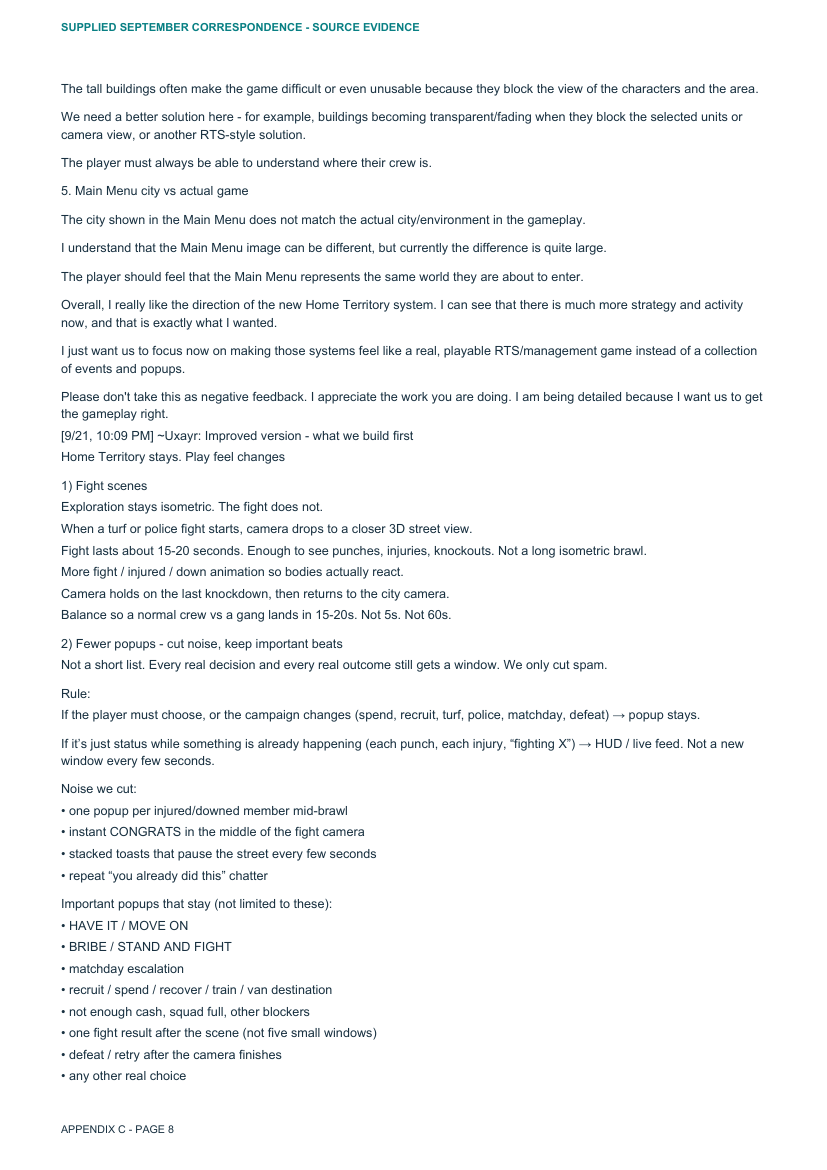 SUPPLIED SEPTEMBER CORRESPONDENCE - SOURCE EVIDENCE
The tall buildings often make the game difficult or even unusable because they block the view of the characters and the area.
We need a better solution here - for example, buildings becoming transparent/fading when they block the selected units or
camera view, or another RTS-style solution.
The player must always be able to understand where their crew is.
5. Main Menu city vs actual game
The city shown in the Main Menu does not match the actual city/environment in the gameplay.
I understand that the Main Menu image can be different, but currently the difference is quite large.
The player should feel that the Main Menu represents the same world they are about to enter.
Overall, I really like the direction of the new Home Territory system. I can see that there is much more strategy and activity
now, and that is exactly what I wanted.
I just want us to focus now on making those systems feel like a real, playable RTS/management game instead of a collection
of events and popups.
Please don't take this as negative feedback. I appreciate the work you are doing. I am being detailed because I want us to get
the gameplay right.
[9/21, 10:09 PM] ~Uxayr: Improved version - what we build first
Home Territory stays. Play feel changes
1) Fight scenes
Exploration stays isometric. The fight does not.
When a turf or police fight starts, camera drops to a closer 3D street view.
Fight lasts about 15-20 seconds. Enough to see punches, injuries, knockouts. Not a long isometric brawl.
More fight / injured / down animation so bodies actually react.
Camera holds on the last knockdown, then returns to the city camera.
Balance so a normal crew vs a gang lands in 15-20s. Not 5s. Not 60s.
2) Fewer popups - cut noise, keep important beats
Not a short list. Every real decision and every real outcome still gets a window. We only cut spam.
Rule:
If the player must choose, or the campaign changes (spend, recruit, turf, police, matchday, defeat) → popup stays.
If it’s just status while something is already happening (each punch, each injury, “fighting X”) → HUD / live feed. Not a new
window every few seconds.
Noise we cut:
• one popup per injured/downed member mid-brawl
• instant CONGRATS in the middle of the fight camera
• stacked toasts that pause the street every few seconds
• repeat “you already did this” chatter
Important popups that stay (not limited to these):
• HAVE IT / MOVE ON
• BRIBE / STAND AND FIGHT
• matchday escalation
• recruit / spend / recover / train / van destination
• not enough cash, squad full, other blockers
• one fight result after the scene (not five small windows)
• defeat / retry after the camera finishes
• any other real choice
APPENDIX C - PAGE 8